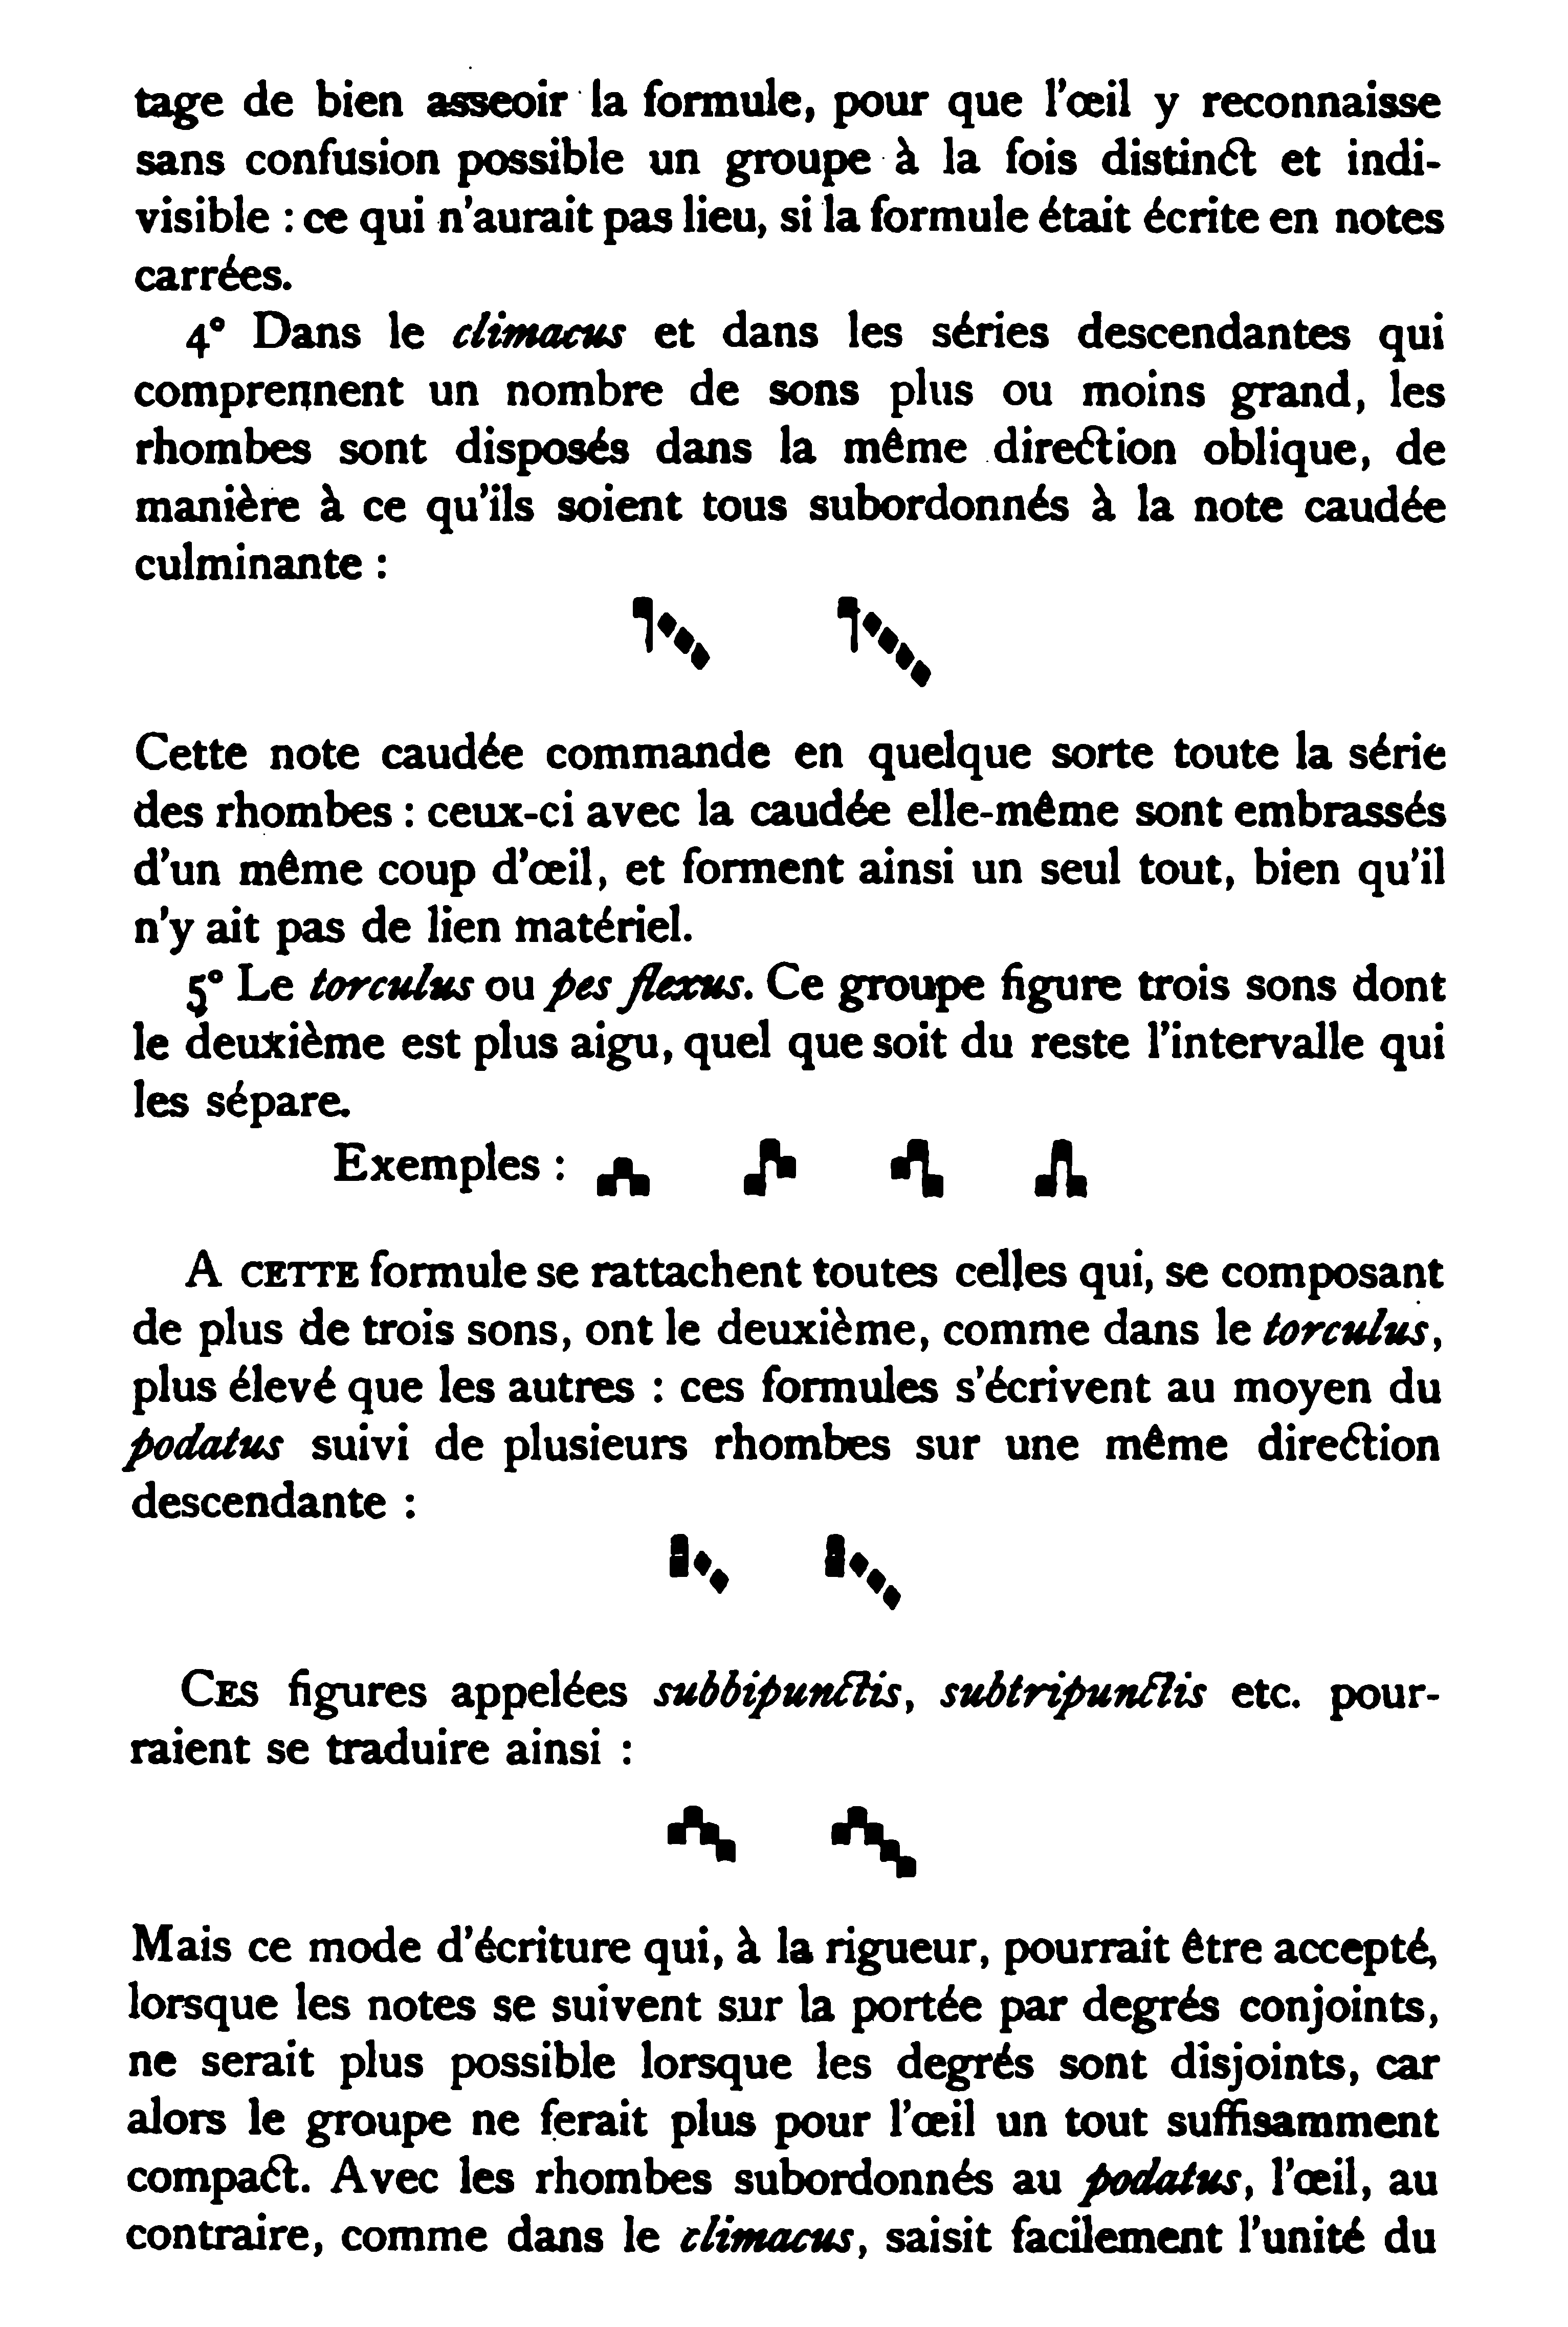 tage de bien asseoir la formule, pour que l'œil y reconnaisse
sans confusion possible un groupe à la fois distinct et indi-
visible : ce qui n'aurait pas lieu, si la formule était écrite en notes
carrées.
4° Dans le climacus et dans les séries descendantes qui
comprennent un nombre de sons plus ou moins grand, les
rhombes sont disposés dans la même direction oblique, de
manière à ce qu'ils soient tous subordonnés à la note caudée
culminante :
Cette note caudée commande en quelque sorte toute la série
des rhombes : ceux-ci avec la caudée elle-même sont embrassés
d'un même coup d'œil, et forment ainsi un seul tout, bien qu'il
n'y ait pas de lien matériel.
5° Le torculus ou pes flexus. Ce groupe figure trois sons dont
le deuxième est plus aigu, quel que soit du reste l'intervalle qui
les sépare.
Exemples :
A CETTE formule se rattachent toutes celles qui, se composant
de plus de trois sons, ont le deuxième, comme dans le torculus,
plus élevé que les autres : ces formules s'écrivent au moyen du
podatus suivi de plusieurs rhombes sur une même direction
descendante :
CES figures appelées subbipunctis, subtripunctis etc. pour-
raient se traduire ainsi :
Mais ce mode d'écriture qui, à la rigueur, pourrait être accepté,
lorsque les notes se suivent sur la portée par degrés conjoints,
ne serait plus possible lorsque les degrés sont disjoints, car
alors le groupe ne ferait plus pour l'œil un tout suffisamment
compact. Avec les rhombes subordonnés au podatus, l'œil, au
contraire, comme dans le climacus, saisit facilement l'unité du